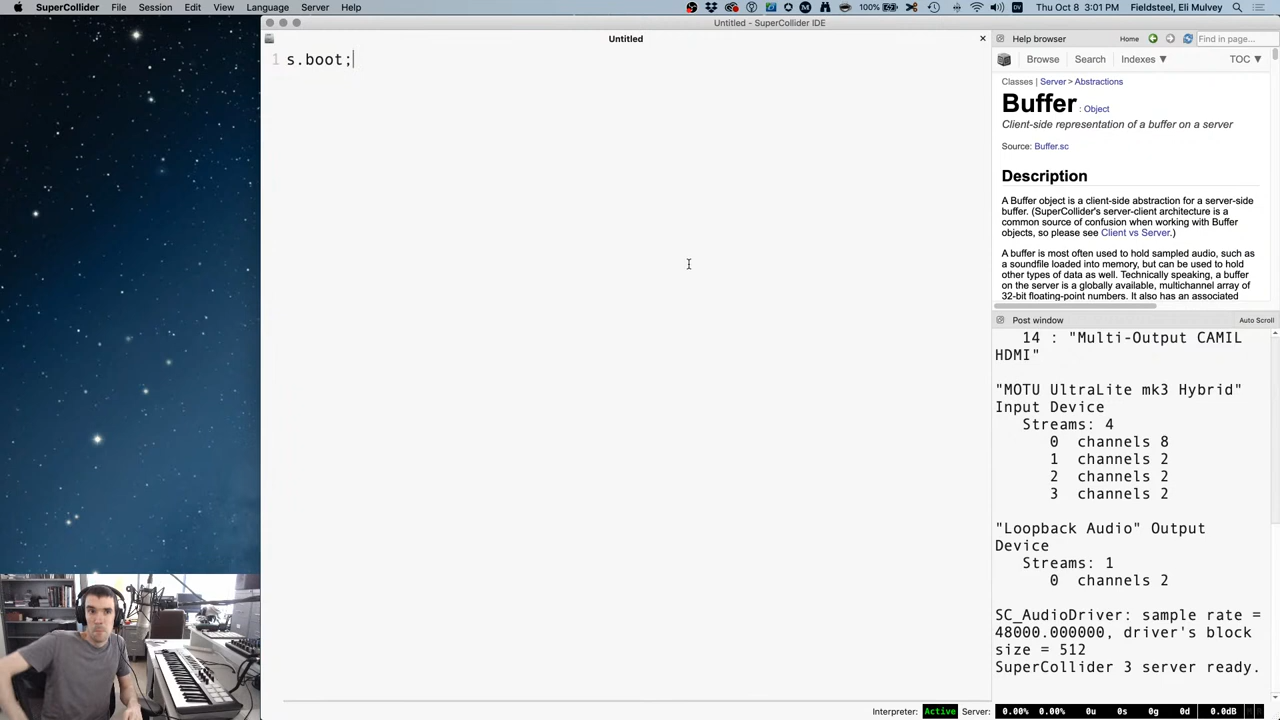 SuperCollider File Session Edit View Language Server Help 100% Thu Oct 8 3:01 PM Fieldsteel, Eli Mulvey
Untitled - SuperCollider IDE
Untitled
1 s.boot;
Help browser Home Find in page...
Browse Search Indexes ▼ TOC ▼
Classes | Server > Abstractions
Buffer : Object
Client-side representation of a buffer on a server
Source: Buffer.sc
Description
A Buffer object is a client-side abstraction for a server-side
buffer. (SuperCollider's server-client architecture is a
common source of confusion when working with Buffer
objects, so please see Client vs Server.)
A buffer is most often used to hold sampled audio, such as
a soundfile loaded into memory, but can be used to hold
other types of data as well. Technically speaking, a buffer
on the server is a globally available, multichannel array of
32-bit floating-point numbers. It also has an associated
Post window Auto Scroll
14 : "Multi-Output CAMIL
HDMI"
"MOTU UltraLite mk3 Hybrid"
Input Device
Streams: 4
0 channels 8
1 channels 2
2 channels 2
3 channels 2
"Loopback Audio" Output
Device
Streams: 1
0 channels 2
SC_AudioDriver: sample rate =
48000.000000, driver's block
size = 512
SuperCollider 3 server ready.
Interpreter: Active Server: 0.00% 0.00% 0u 0s 0g 0d 0.0dB